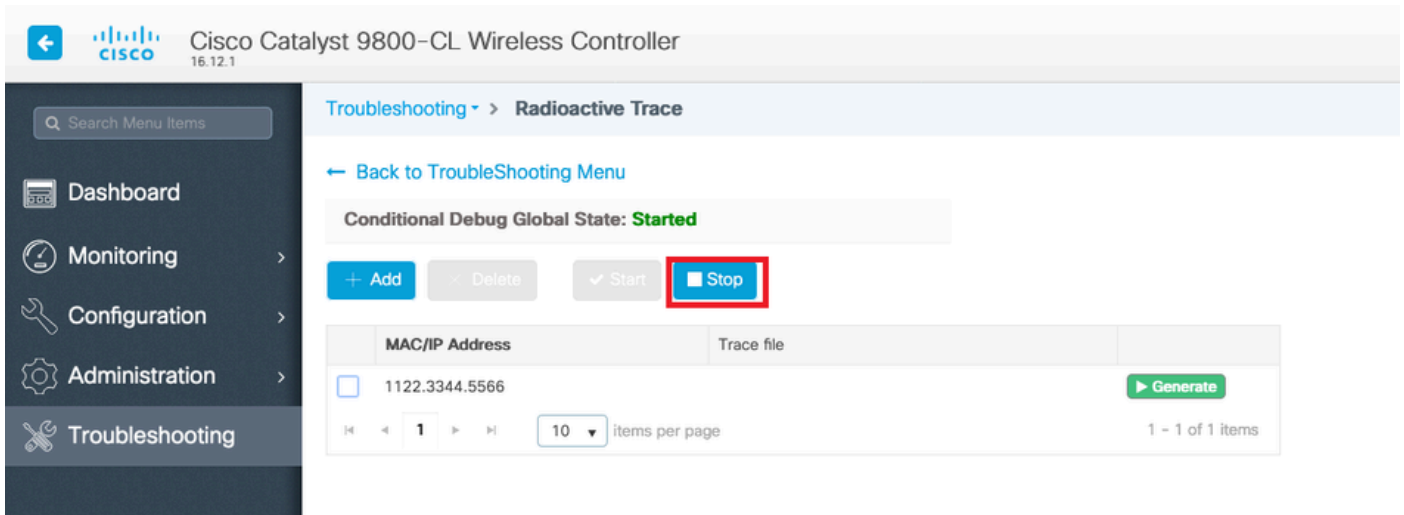 CISCO
Cisco Catalyst 9800-CL Wireless Controller
16.12.1
Search Menu Items
Dashboard
Monitoring
Configuration
Administration
Troubleshooting
Troubleshooting > Radioactive Trace
← Back to TroubleShooting Menu
Conditional Debug Global State: Started
+ Add × Delete ✔ Start Stop
MAC/IP Address Trace file
1122.3344.5566 Generate
1 10 items per page 1 - 1 of 1 items